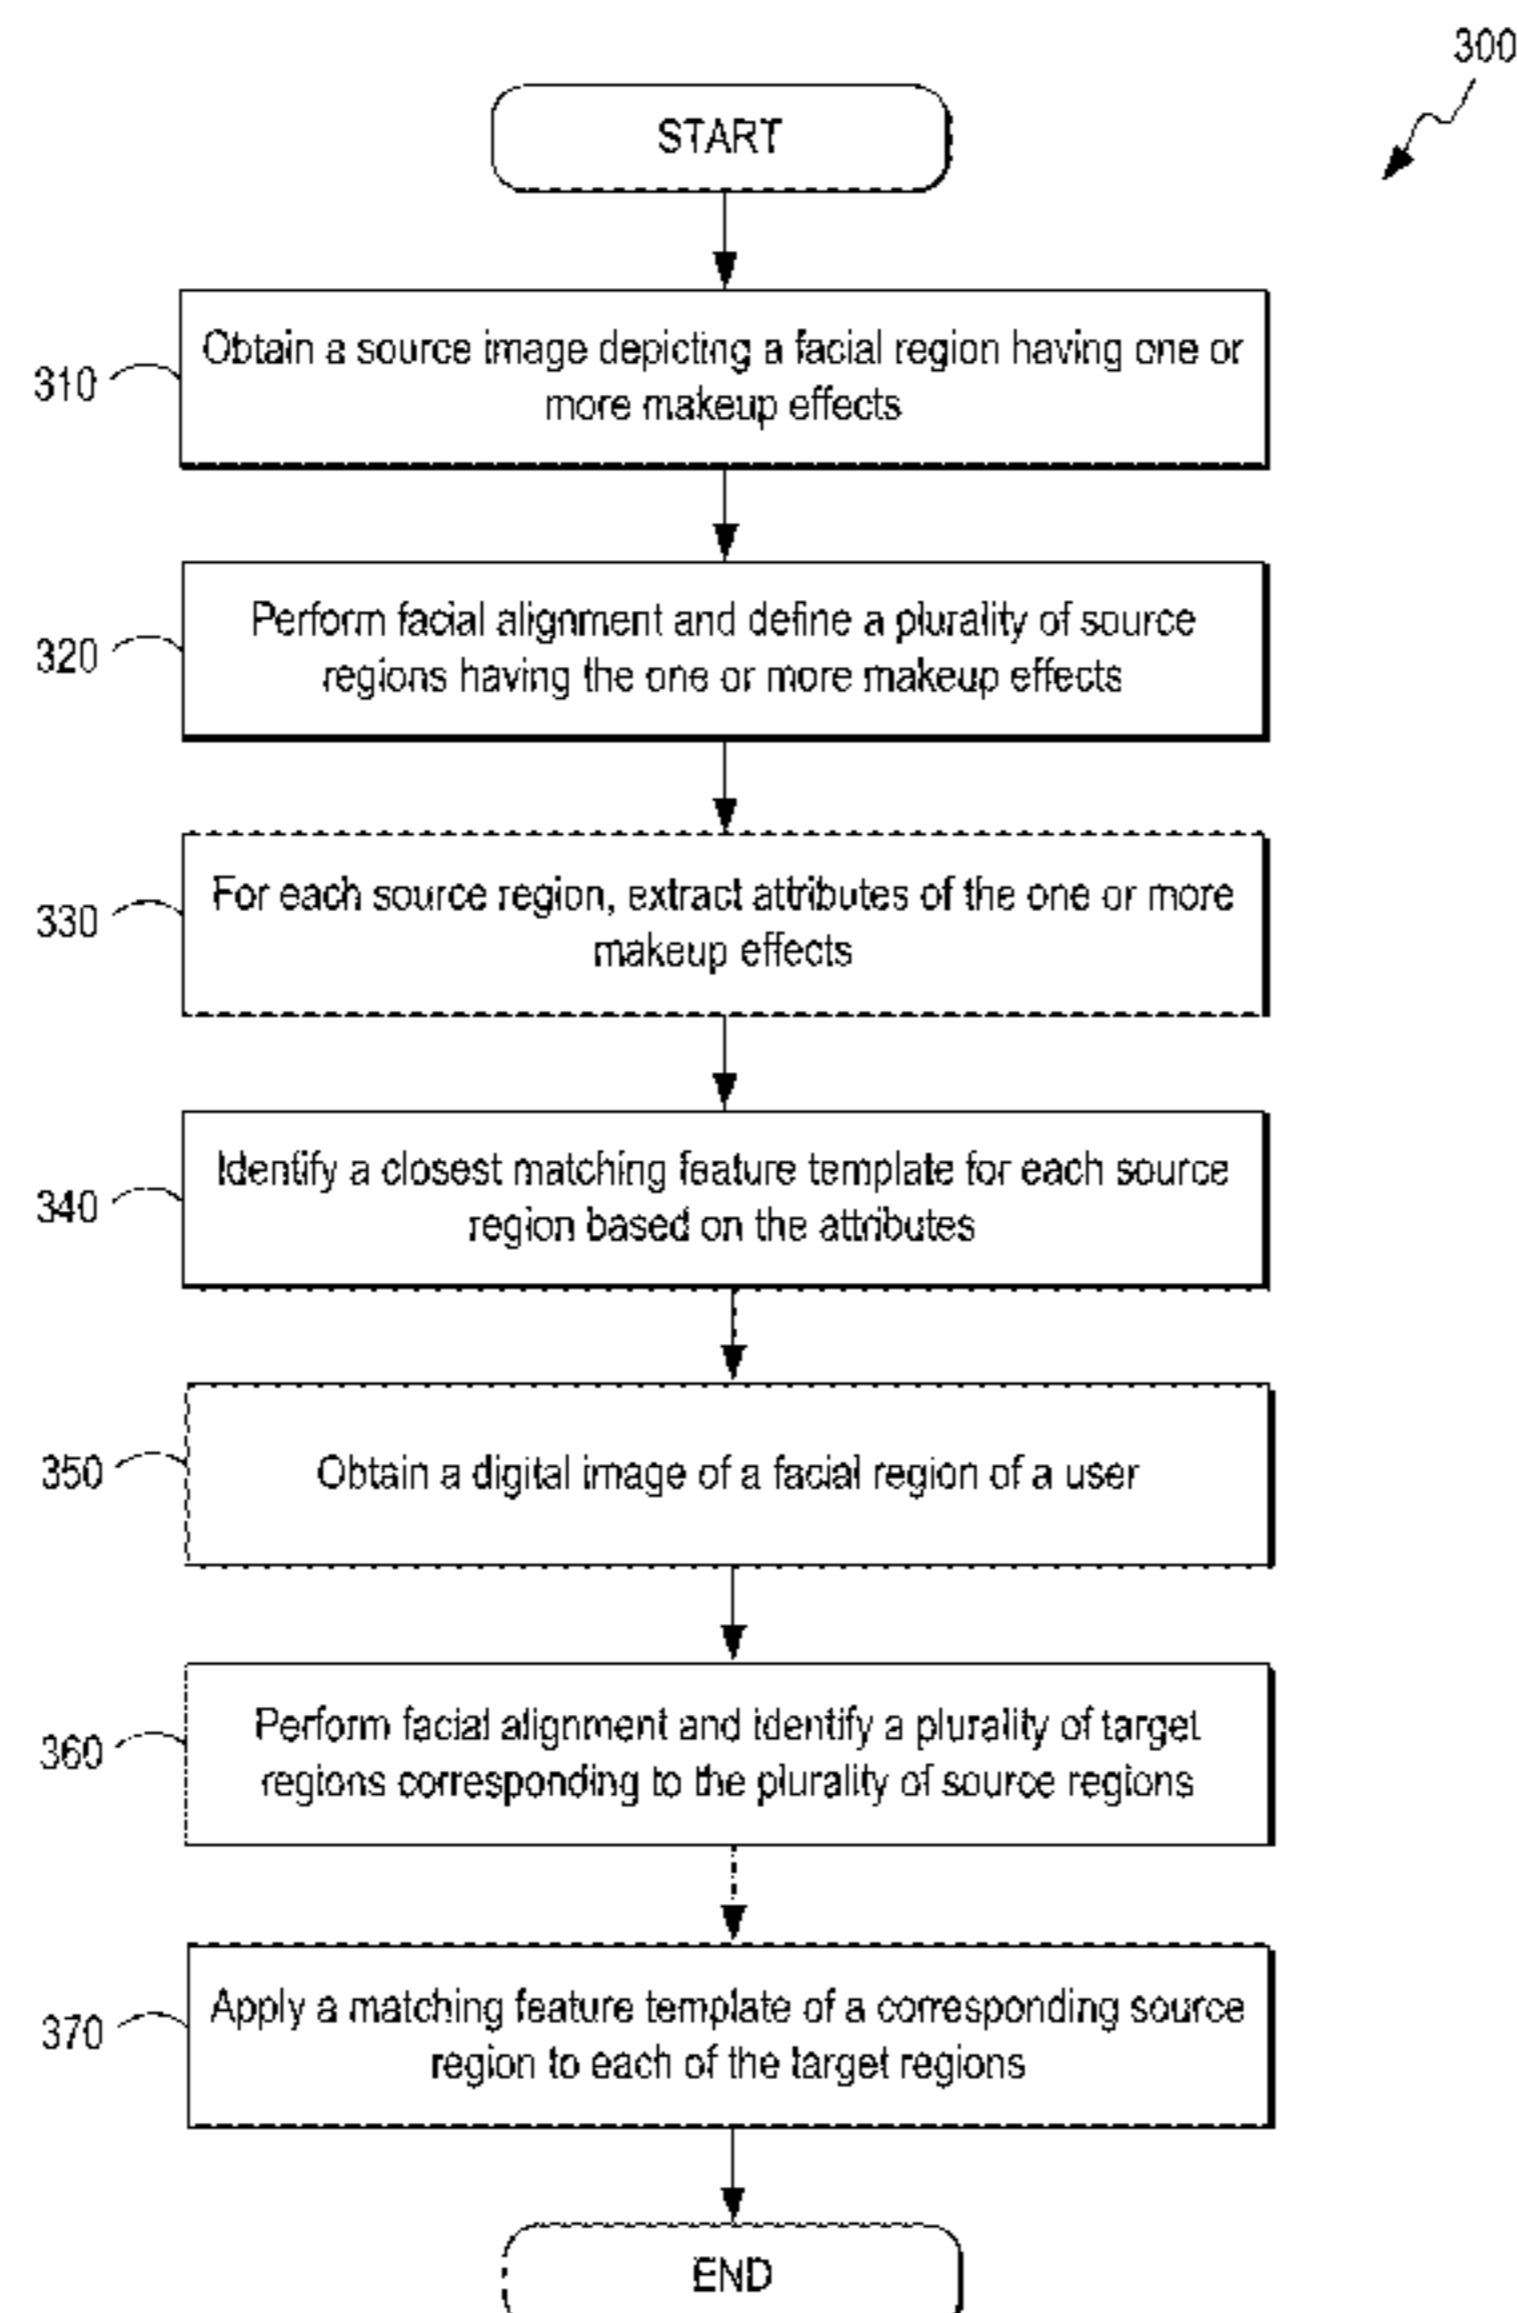 300
START
310
Obtain a source image depicting a facial region having one or
more makeup effects
320
Perform facial alignment and define a plurality of source
regions having the one or more makeup effects
330
For each source region, extract attributes of the one or more
makeup effects
340
Identify a closest matching feature template for each source
region based on the attributes
350
Obtain a digital image of a facial region of a user
360
Perform facial alignment and identify a plurality of target
regions corresponding to the plurality of source regions
370
Apply a matching feature template of a corresponding source
region to each of the target regions
END